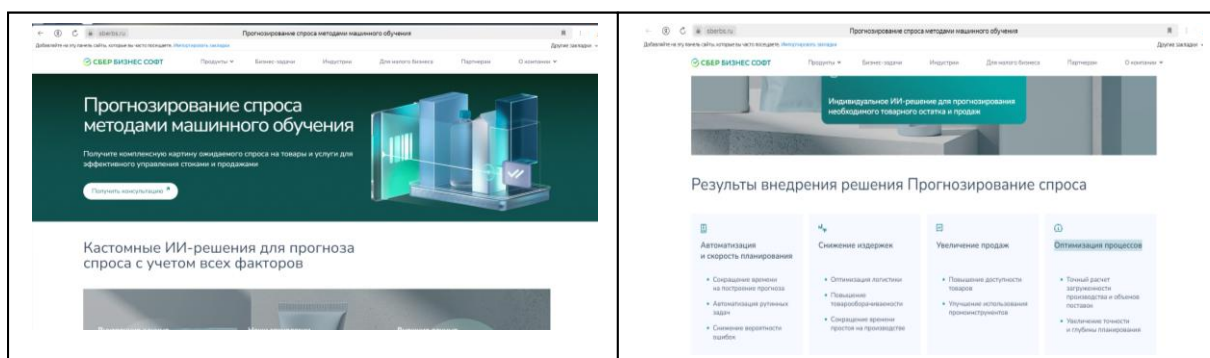 sberbs.ru
Прогнозирование спроса методами машинного обучения
Добавляйте на эту панель сайты, которые вы часто посещаете. Импортировать закладки
Другие закладки
СБЕР БИЗНЕС СОФТ
Продукты
Бизнес-задачи
Индустрии
Для малого бизнеса
Партнерам
О компании
Прогнозирование спроса
методами машинного обучения
Получите комплексную картину ожидаемого спроса на товары и услуги для
эффективного управления стоками и продажами
Получить консультацию
Кастомные ИИ-решения для прогноза
спроса с учетом всех факторов
sberbs.ru
Прогнозирование спроса методами машинного обучения
Добавляйте на эту панель сайты, которые вы часто посещаете. Импортировать закладки
Другие закладки
СБЕР БИЗНЕС СОФТ
Продукты
Бизнес-задачи
Индустрии
Для малого бизнеса
Партнерам
О компании
Индивидуальное ИИ-решение для прогнозирования
необходимого товарного остатка и продаж
Результы внедрения решения Прогнозирование спроса
Автоматизация
и скорость планирования
Сокращение времени
на построение прогноза
Автоматизация рутинных
задач
Снижение вероятности
ошибок
Снижение издержек
Оптимизация логистики
Повышение
товарооборачиваемости
Сокращение времени
простоя на производстве
Увеличение продаж
Повышение доступности
товаров
Улучшение использования
промоинструментов
Оптимизация процессов
Точный расчет
загруженности
производства и объемов
поставок
Увеличение точности
и глубины планирования